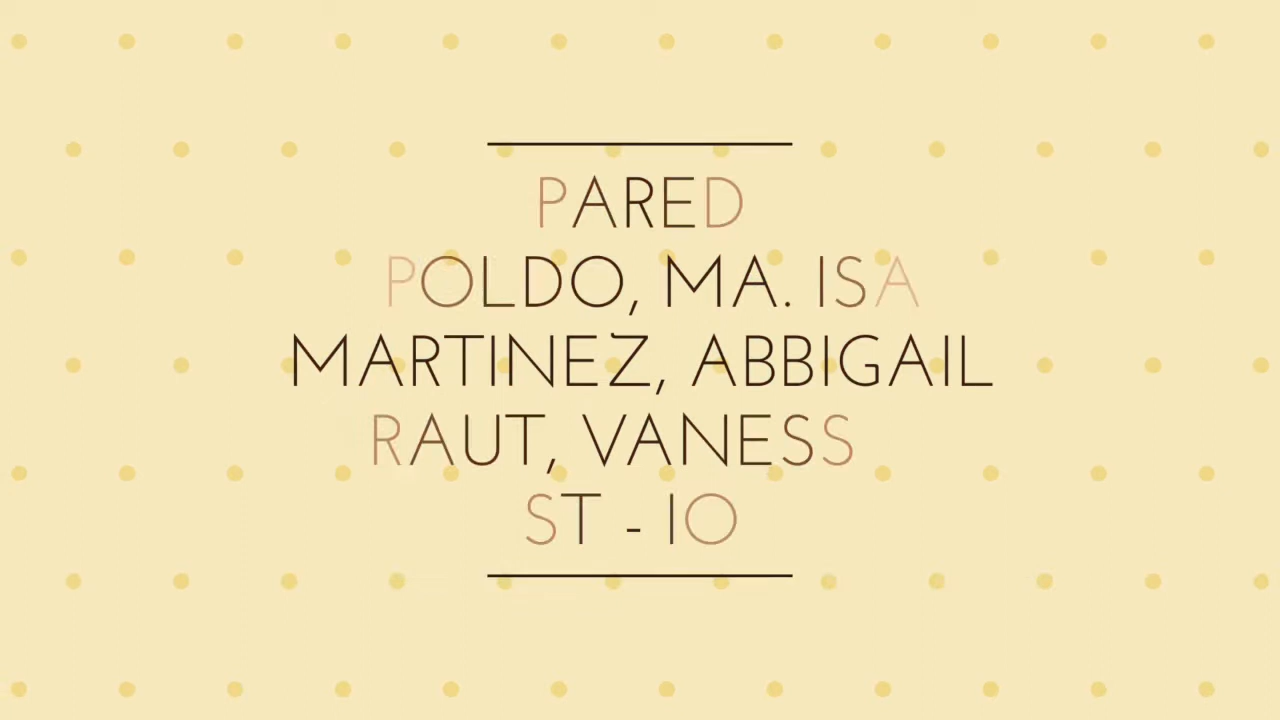 PARED
POLDO, MA. ISA
MARTINEZ, ABBIGAIL
RAUT, VANESS
ST - IO